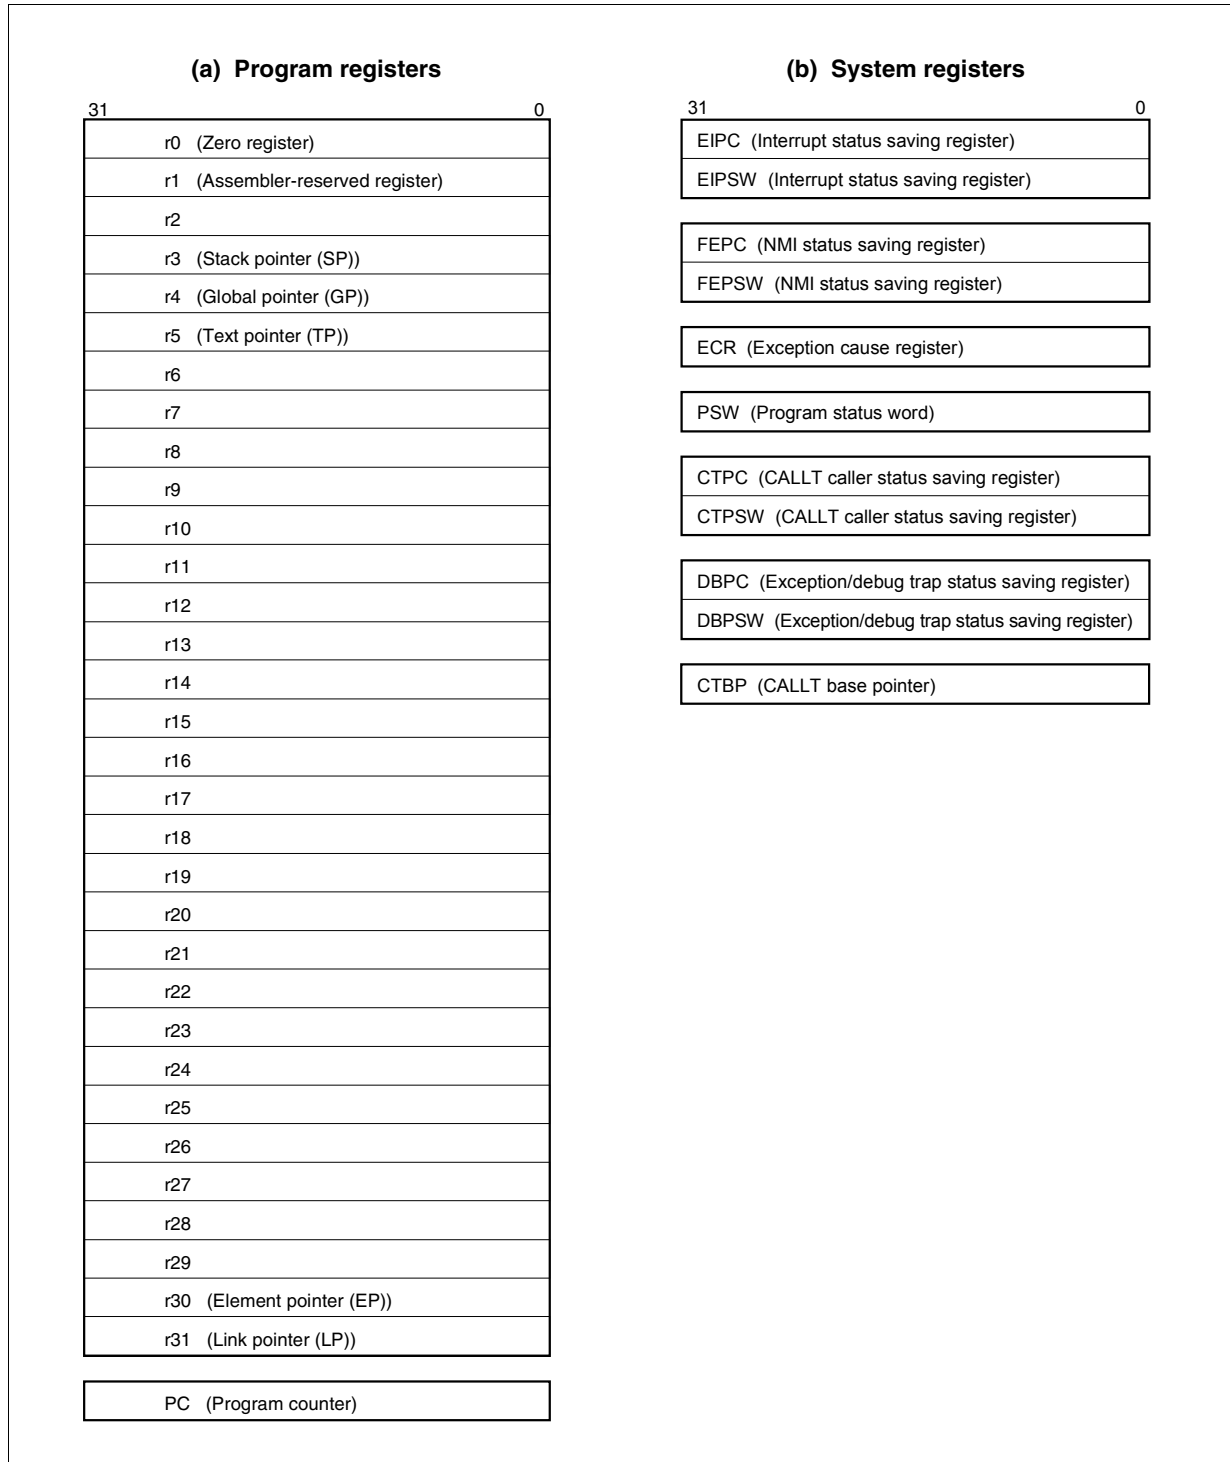 (a) Program registers
31 0
r0 (Zero register)
r1 (Assembler-reserved register)
r2
r3 (Stack pointer (SP))
r4 (Global pointer (GP))
r5 (Text pointer (TP))
r6
r7
r8
r9
r10
r11
r12
r13
r14
r15
r16
r17
r18
r19
r20
r21
r22
r23
r24
r25
r26
r27
r28
r29
r30 (Element pointer (EP))
r31 (Link pointer (LP))
PC (Program counter)
(b) System registers
31 0
EIPC (Interrupt status saving register)
EIPSW (Interrupt status saving register)
FEPC (NMI status saving register)
FEPSW (NMI status saving register)
ECR (Exception cause register)
PSW (Program status word)
CTPC (CALLT caller status saving register)
CTPSW (CALLT caller status saving register)
DBPC (Exception/debug trap status saving register)
DBPSW (Exception/debug trap status saving register)
CTBP (CALLT base pointer)